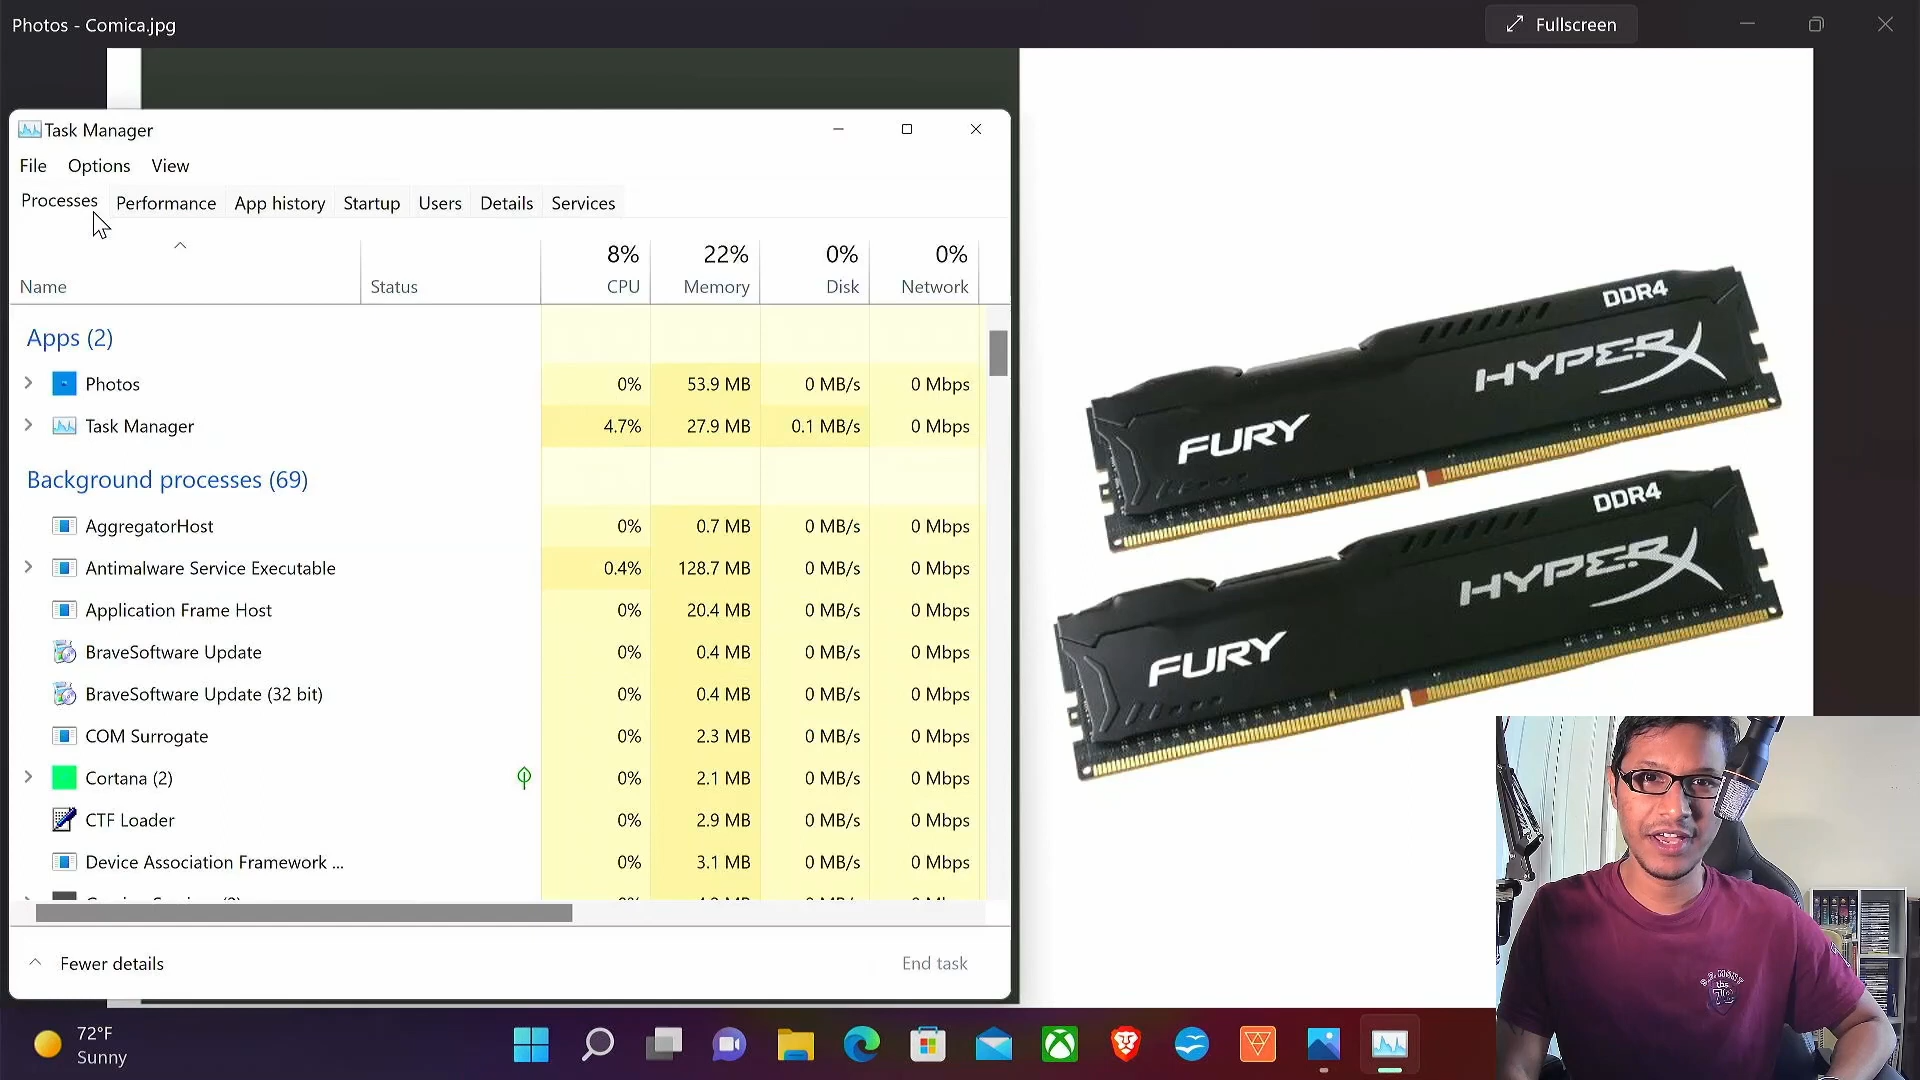 Photos - Comica.jpg
Fullscreen
Task Manager
File Options View
Processes Performance App history Startup Users Details Services
8% 22% 0% 0%
Name Status CPU Memory Disk Network
Apps (2)
Photos 0% 53.9 MB 0 MB/s 0 Mbps
Task Manager 4.7% 27.9 MB 0.1 MB/s 0 Mbps
Background processes (69)
AggregatorHost 0% 0.7 MB 0 MB/s 0 Mbps
Antimalware Service Executable 0.4% 128.7 MB 0 MB/s 0 Mbps
Application Frame Host 0% 20.4 MB 0 MB/s 0 Mbps
BraveSoftware Update 0% 0.4 MB 0 MB/s 0 Mbps
BraveSoftware Update (32 bit) 0% 0.4 MB 0 MB/s 0 Mbps
COM Surrogate 0% 2.3 MB 0 MB/s 0 Mbps
Cortana (2) 0% 2.1 MB 0 MB/s 0 Mbps
CTF Loader 0% 2.9 MB 0 MB/s 0 Mbps
Device Association Framework ... 0% 3.1 MB 0 MB/s 0 Mbps
Fewer details End task
DDR4
HYPERX
FURY
DDR4
HYPERX
FURY
72°F
Sunny